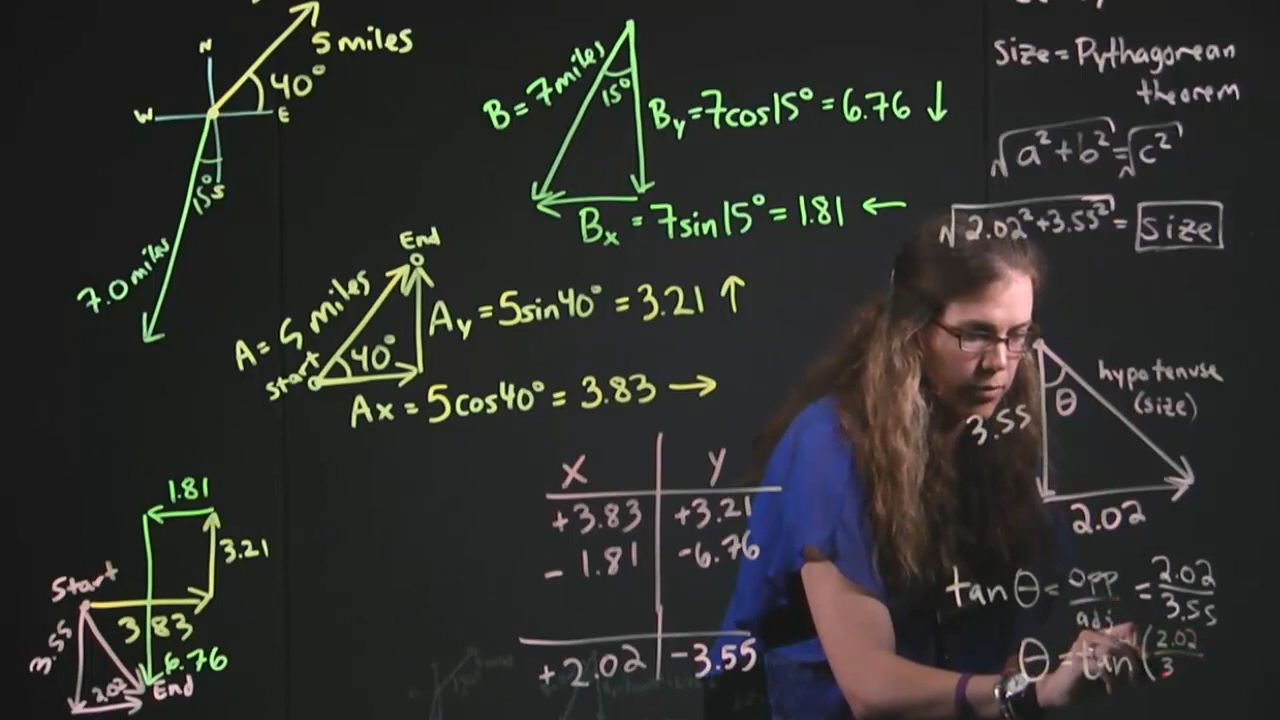 5 miles
N
40°
W
E
15°
S
7.0 miles
B = 7 miles
15°
By = 7cos15° = 6.76 ↓
Bx = 7sin15° = 1.81 ←
End
A = 5 miles
40°
Start
Ay = 5sin40° = 3.21 ↑
Ax = 5cos40° = 3.83 →
Size = Pythagorean
theorem
√a²+b² = √c²
√2.02²+3.55² = Size
hypotenuse
(size)
θ
3.55
2.02
tan θ = opp/adj = 2.02/3.55
θ = tan⁻¹(2.02/3
1.81
3.21
Start
3.83
3.55
6.76
2.02
End
X Y
+3.83 +3.21
- 1.81 -6.76
+2.02 -3.55